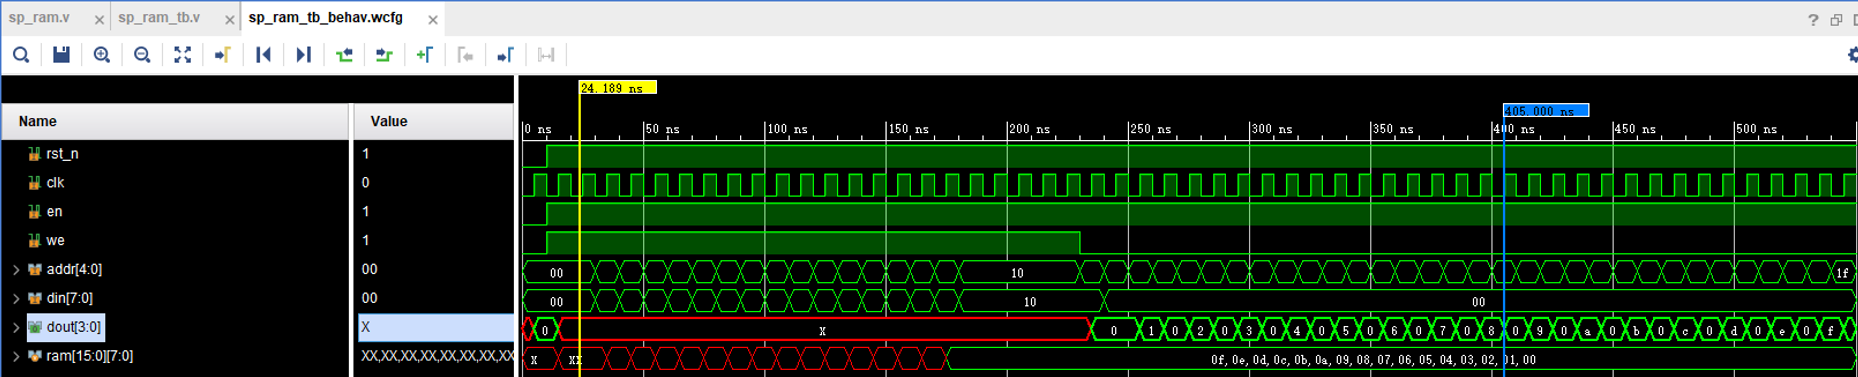 sp_ram.v × sp_ram_tb.v × sp_ram_tb_behav.wcfg × ?
24.189 ns
405.000 ns
Name Value
0 ns 50 ns 100 ns 150 ns 200 ns 250 ns 300 ns 350 ns 400 ns 450 ns 500 ns
rst_n 1
clk 0
en 1
we 1
addr[4:0] 00 00 10 1f
din[7:0] 00 00 10 00
dout[3:0] X 0 X 0 1 0 2 0 3 0 4 0 5 0 6 0 7 0 8 0 9 0 a 0 b 0 c 0 d 0 e 0 f
ram[15:0][7:0] XX,XX,XX,XX,XX,XX,XX,XX X XX 0f, 0e, 0d, 0c, 0b, 0a, 09, 08, 07, 06, 05, 04, 03, 02, 01, 00